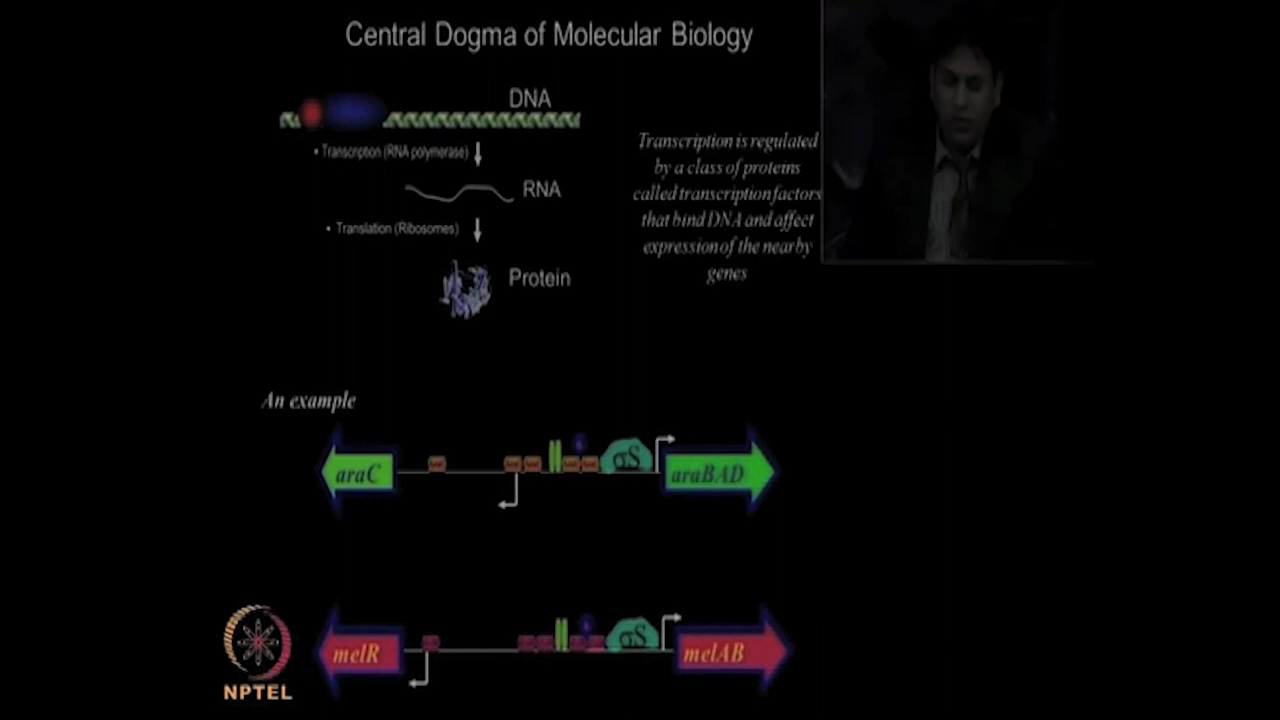 Central Dogma of Molecular Biology
DNA
• Transcription (RNA polymerase)
RNA
• Translation (Ribosomes)
Protein
Transcription is regulated
by a class of proteins
called transcription factors
that bind DNA and affect
expression of the nearby
genes
An example
araC
σS
araBAD
melR
σS
melAB
NPTEL